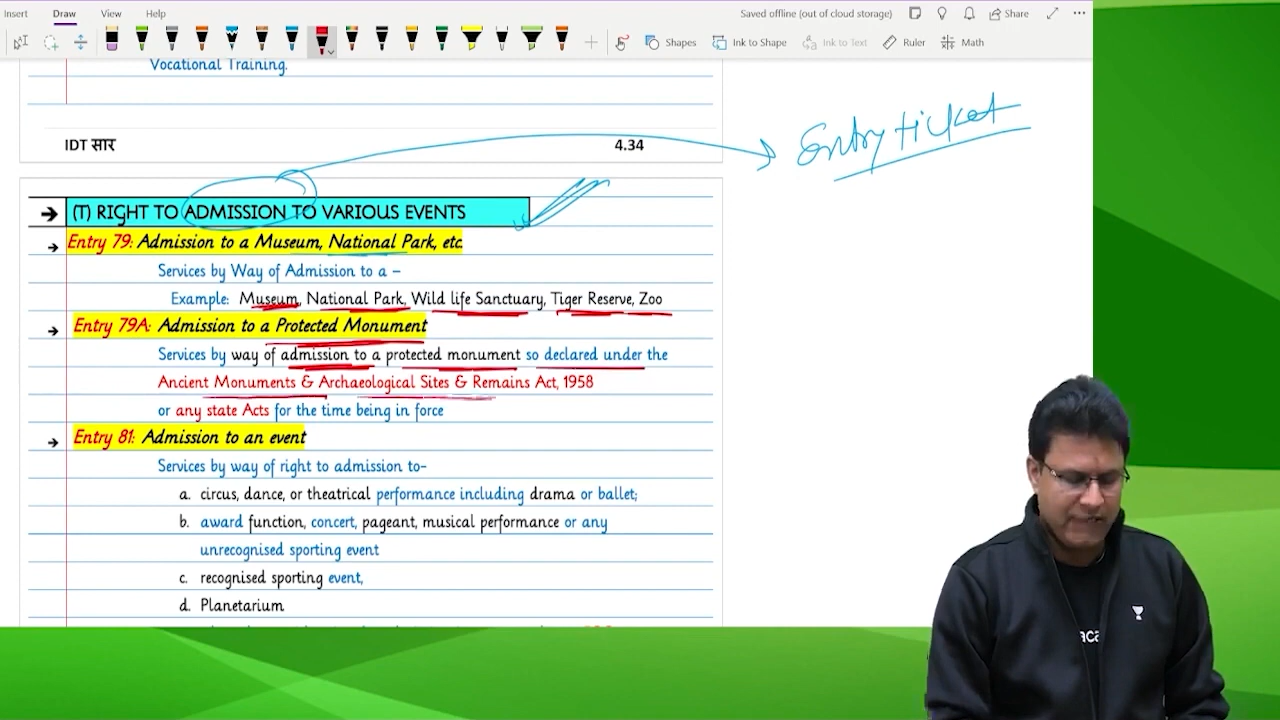 Insert Draw View Help
Saved offline (out of cloud storage) Share
Shapes Ink to Shape Ink to Text Ruler Math
Vocational Training.
IDT सार 4.34
Entry ticket
(T) RIGHT TO ADMISSION TO VARIOUS EVENTS
Entry 79: Admission to a Museum, National Park, etc.
Services by Way of Admission to a –
Example: Museum, National Park, Wild life Sanctuary, Tiger Reserve, Zoo
Entry 79A: Admission to a Protected Monument
Services by way of admission to a protected monument so declared under the
Ancient Monuments & Archaeological Sites & Remains Act, 1958
or any state Acts for the time being in force
Entry 81: Admission to an event
Services by way of right to admission to-
a. circus, dance, or theatrical performance including drama or ballet;
b. award function, concert, pageant, musical performance or any
unrecognised sporting event
c. recognised sporting event,
d. Planetarium
aca